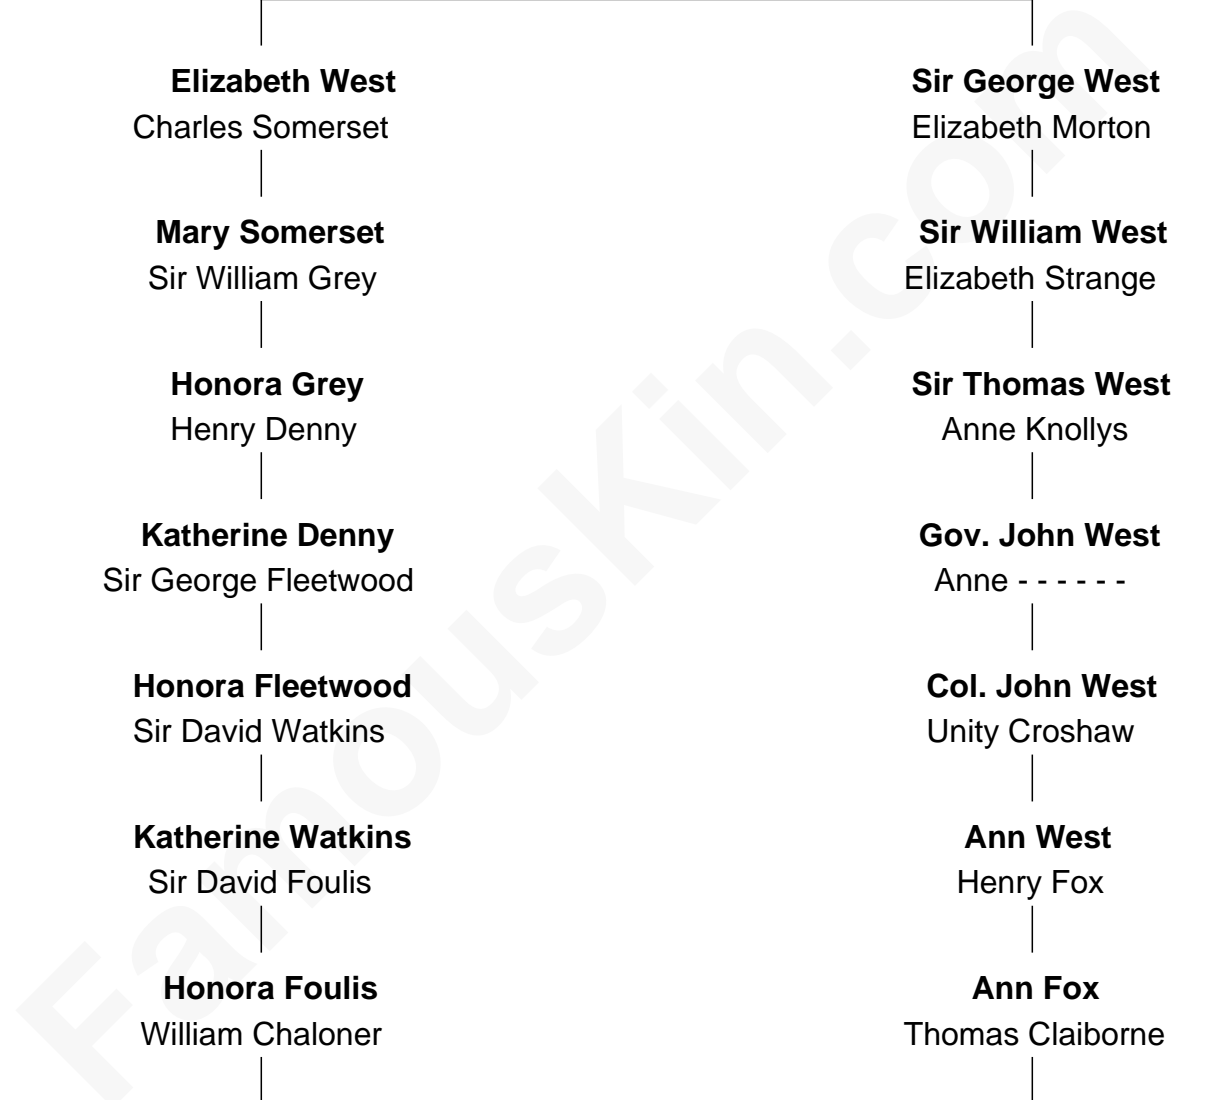 Elizabeth West
Charles Somerset
Mary Somerset
Sir William Grey
Honora Grey
Henry Denny
Katherine Denny
Sir George Fleetwood
Honora Fleetwood
Sir David Watkins
Katherine Watkins
Sir David Foulis
Honora Foulis
William Chaloner
Sir George West
Elizabeth Morton
Sir William West
Elizabeth Strange
Sir Thomas West
Anne Knollys
Gov. John West
Anne - - - - - -
Col. John West
Unity Croshaw
Ann West
Henry Fox
Ann Fox
Thomas Claiborne
FamousKin.com